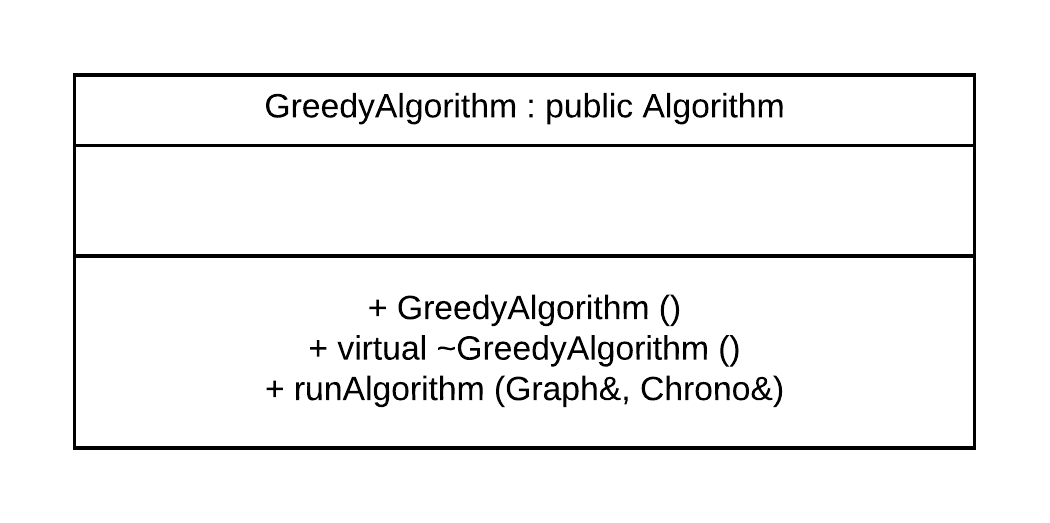 GreedyAlgorithm : public Algorithm
+ GreedyAlgorithm ()
+ virtual ~GreedyAlgorithm ()
+ runAlgorithm (Graph&, Chrono&)